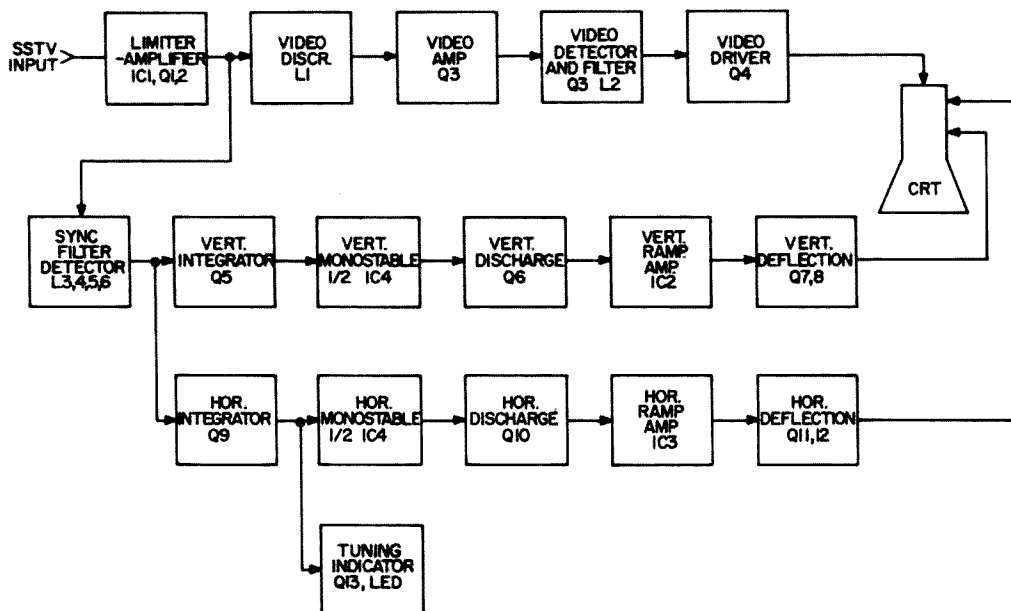 SSTV
INPUT
LIMITER
-AMPLIFIER
IC1, Q1,2
VIDEO
DISCR.
L1
VIDEO
AMP
Q3
VIDEO
DETECTOR
AND FILTER
Q3 L2
VIDEO
DRIVER
Q4
CRT
SYNC
FILTER
DETECTOR
L3,4,5,6
VERT.
INTEGRATOR
Q5
VERT.
MONOSTABLE
1/2 IC4
VERT.
DISCHARGE
Q6
VERT.
RAMP
AMP
IC2
VERT.
DEFLECTION
Q7,8
HOR.
INTEGRATOR
Q9
HOR.
MONOSTABLE
1/2 IC4
HOR.
DISCHARGE
Q10
HOR.
RAMP
AMP
IC3
HOR.
DEFLECTION
Q11,12
TUNING
INDICATOR
Q13, LED